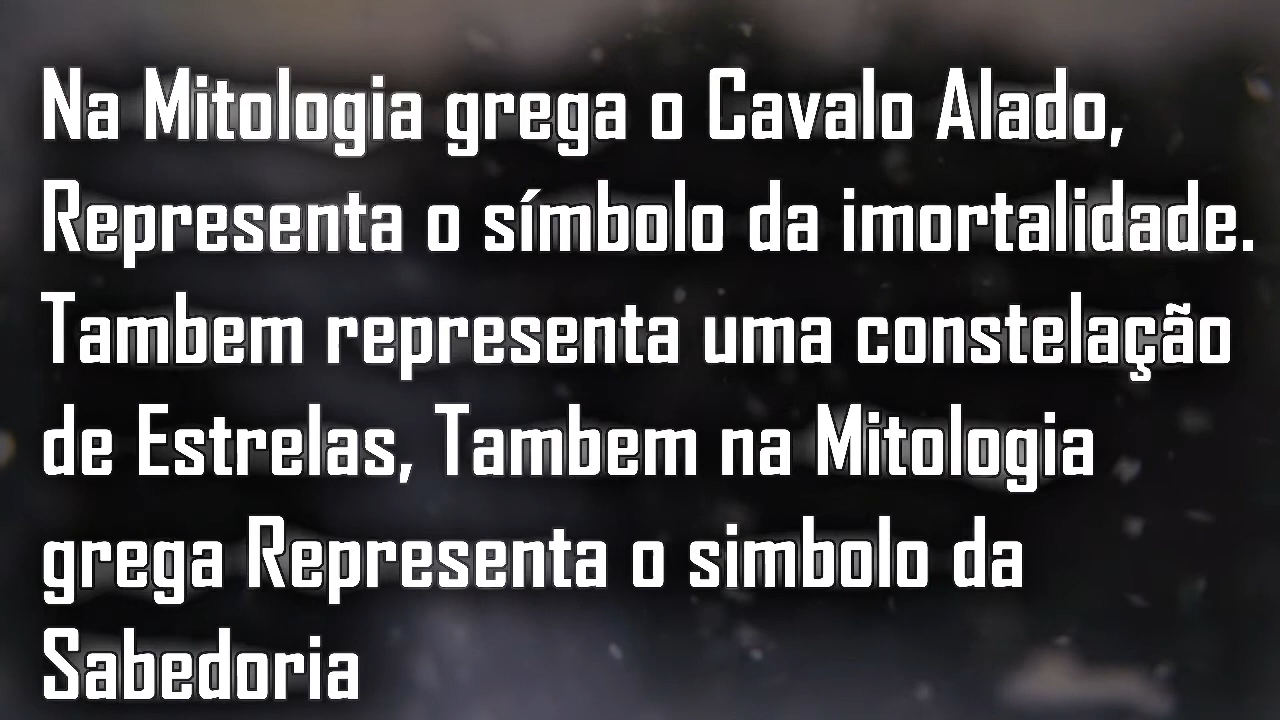 Na Mitologia grega o Cavalo Alado,
Representa o símbolo da imortalidade.
Tambem representa uma constelação
de Estrelas, Tambem na Mitologia
grega Representa o simbolo da
Sabedoria